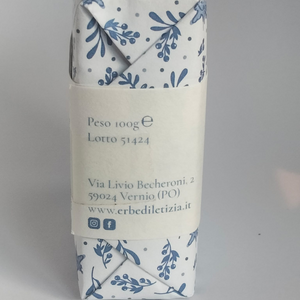 Peso 100g ℮
Lotto 51424
Via Livio Becheroni, 2
59024 Vernio (PO)
www.erbediletizia.it